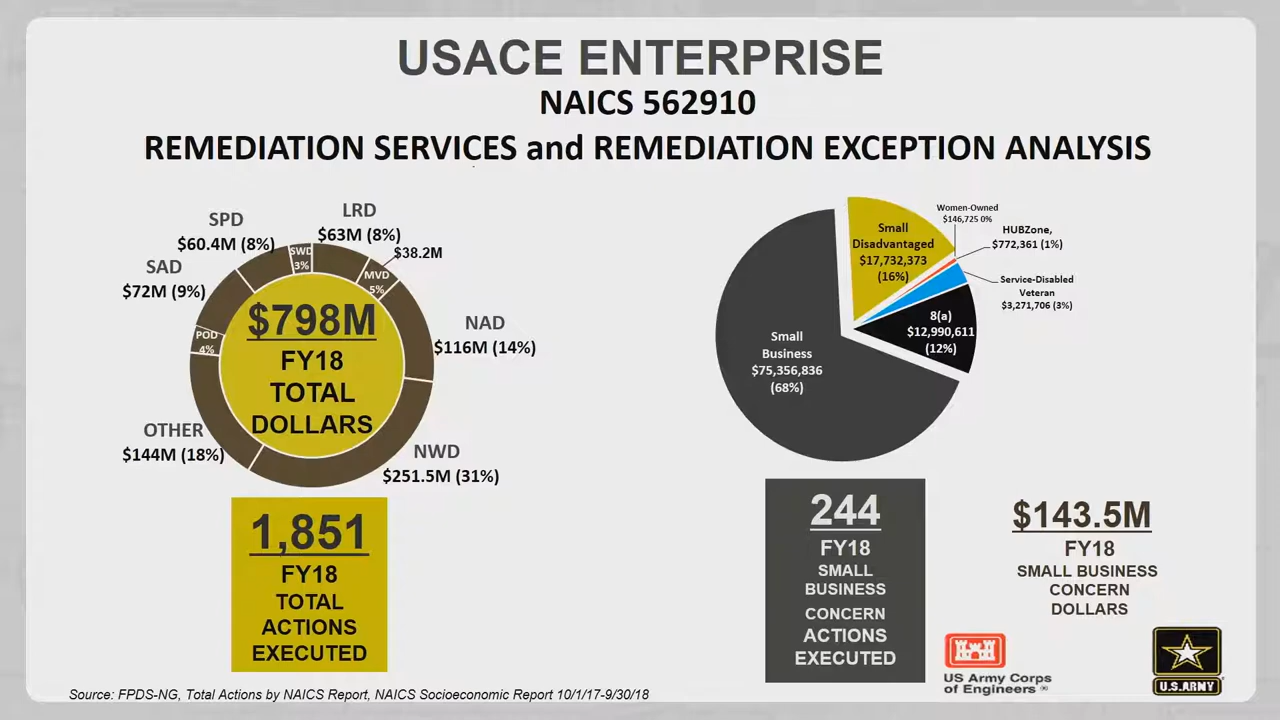 USACE ENTERPRISE
NAICS 562910
REMEDIATION SERVICES and REMEDIATION EXCEPTION ANALYSIS
SPD
$60.4M (8%)
LRD
$63M (8%)
$38.2M
SWD
3%
MVD
5%
SAD
$72M (9%)
NAD
$116M (14%)
POD
4%
OTHER
$144M (18%)
NWD
$251.5M (31%)
$798M
FY18
TOTAL
DOLLARS
1,851
FY18
TOTAL
ACTIONS
EXECUTED
Small
Disadvantaged
$17,732,373
(16%)
Women-Owned
$146,725 0%
HUBZone,
$772,361 (1%)
Service-Disabled
Veteran
$3,271,706 (3%)
8(a)
$12,990,611
(12%)
Small
Business
$75,356,836
(68%)
244
FY18
SMALL
BUSINESS
CONCERN
ACTIONS
EXECUTED
$143.5M
FY18
SMALL BUSINESS
CONCERN
DOLLARS
US Army Corps
of Engineers ®
U.S.ARMY
Source: FPDS-NG, Total Actions by NAICS Report, NAICS Socioeconomic Report 10/1/17-9/30/18